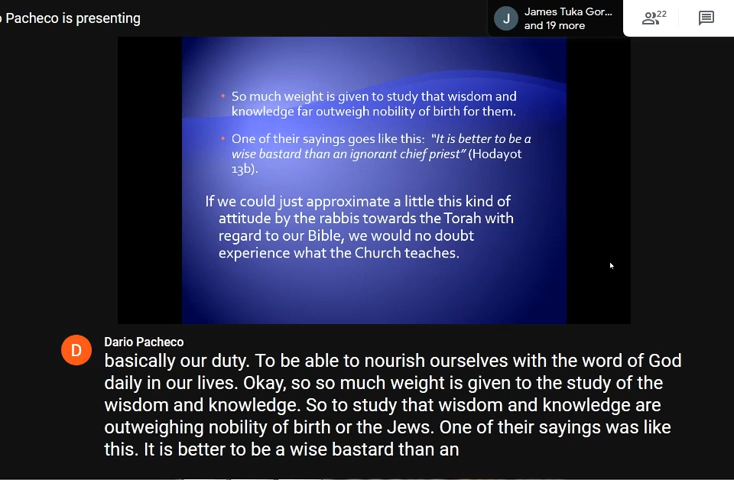 Pacheco is presenting
J
James Tuka Gor...
and 19 more
22
• So much weight is given to study that wisdom and
knowledge far outweigh nobility of birth for them.
• One of their sayings goes like this: "It is better to be a
wise bastard than an ignorant chief priest" (Hodayot
13b).
If we could just approximate a little this kind of
attitude by the rabbis towards the Torah with
regard to our Bible, we would no doubt
experience what the Church teaches.
D
Dario Pacheco
basically our duty. To be able to nourish ourselves with the word of God
daily in our lives. Okay, so so much weight is given to the study of the
wisdom and knowledge. So to study that wisdom and knowledge are
outweighing nobility of birth or the Jews. One of their sayings was like
this. It is better to be a wise bastard than an